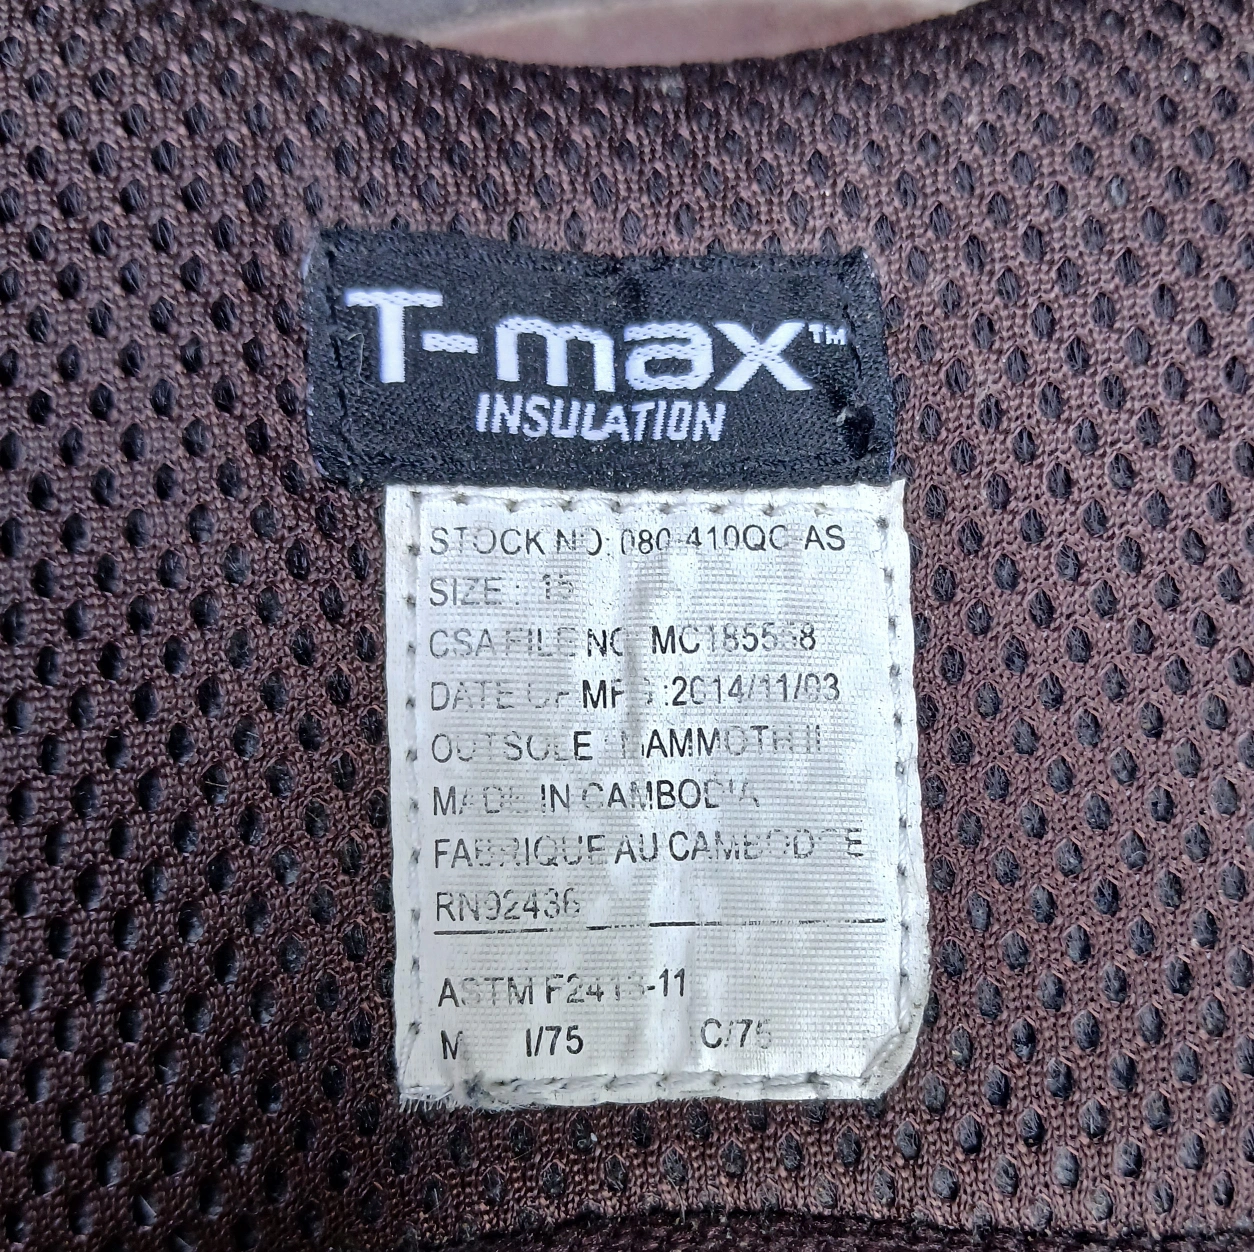 T-max™
INSULATION
STOCK NO: 080-410QC AS
SIZE: 15
CSA FILE NO MC185558
DATE OF MFG:2014/11/03
OUTSOLE MAMMOTH II
MADE IN CAMBODIA
FABRIQUE AU CAMBODGE
RN92436
ASTM F2413-11
M I/75 C/75